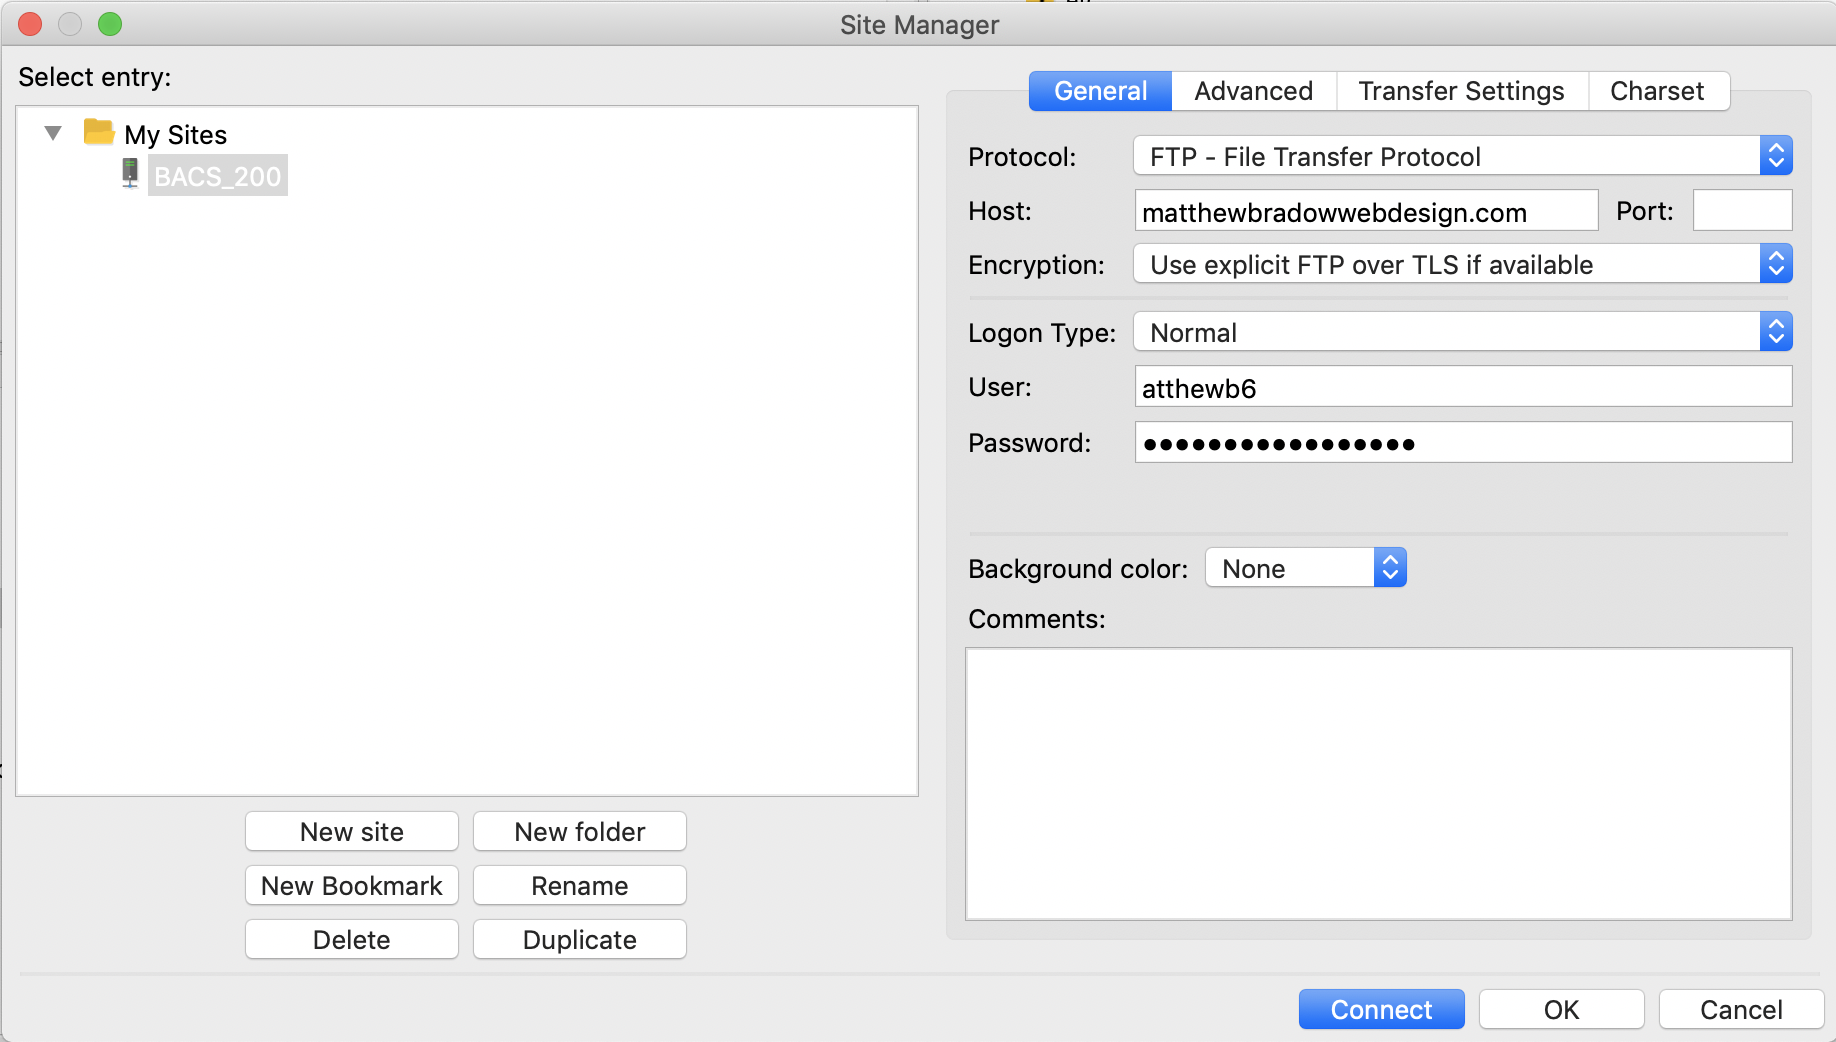 Site Manager
Select entry:
My Sites
BACS_200
New site
New folder
New Bookmark
Rename
Delete
Duplicate
General
Advanced
Transfer Settings
Charset
Protocol:
FTP - File Transfer Protocol
Host:
matthewbradowwebdesign.com
Port:
Encryption:
Use explicit FTP over TLS if available
Logon Type:
Normal
User:
atthewb6
Password:
●●●●●●●●●●●●●●●●●
Background color:
None
Comments:
Connect
OK
Cancel